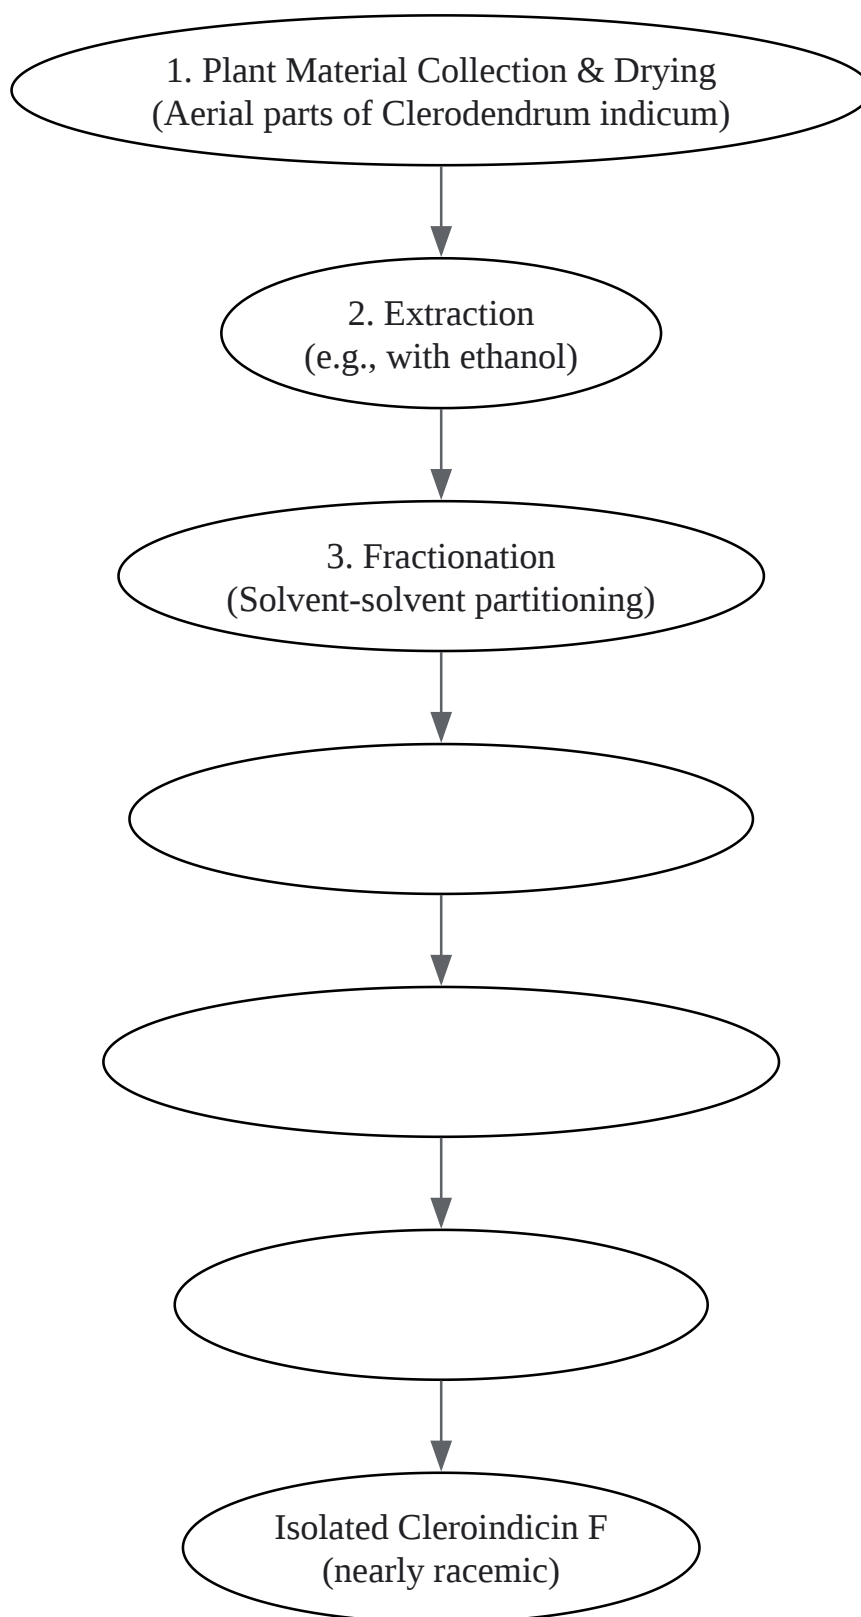 1. Plant Material Collection & Drying
(Aerial parts of Clerodendrum indicum)
2. Extraction
(e.g., with ethanol)
3. Fractionation
(Solvent-solvent partitioning)
Isolated Cleroindicin F
(nearly racemic)